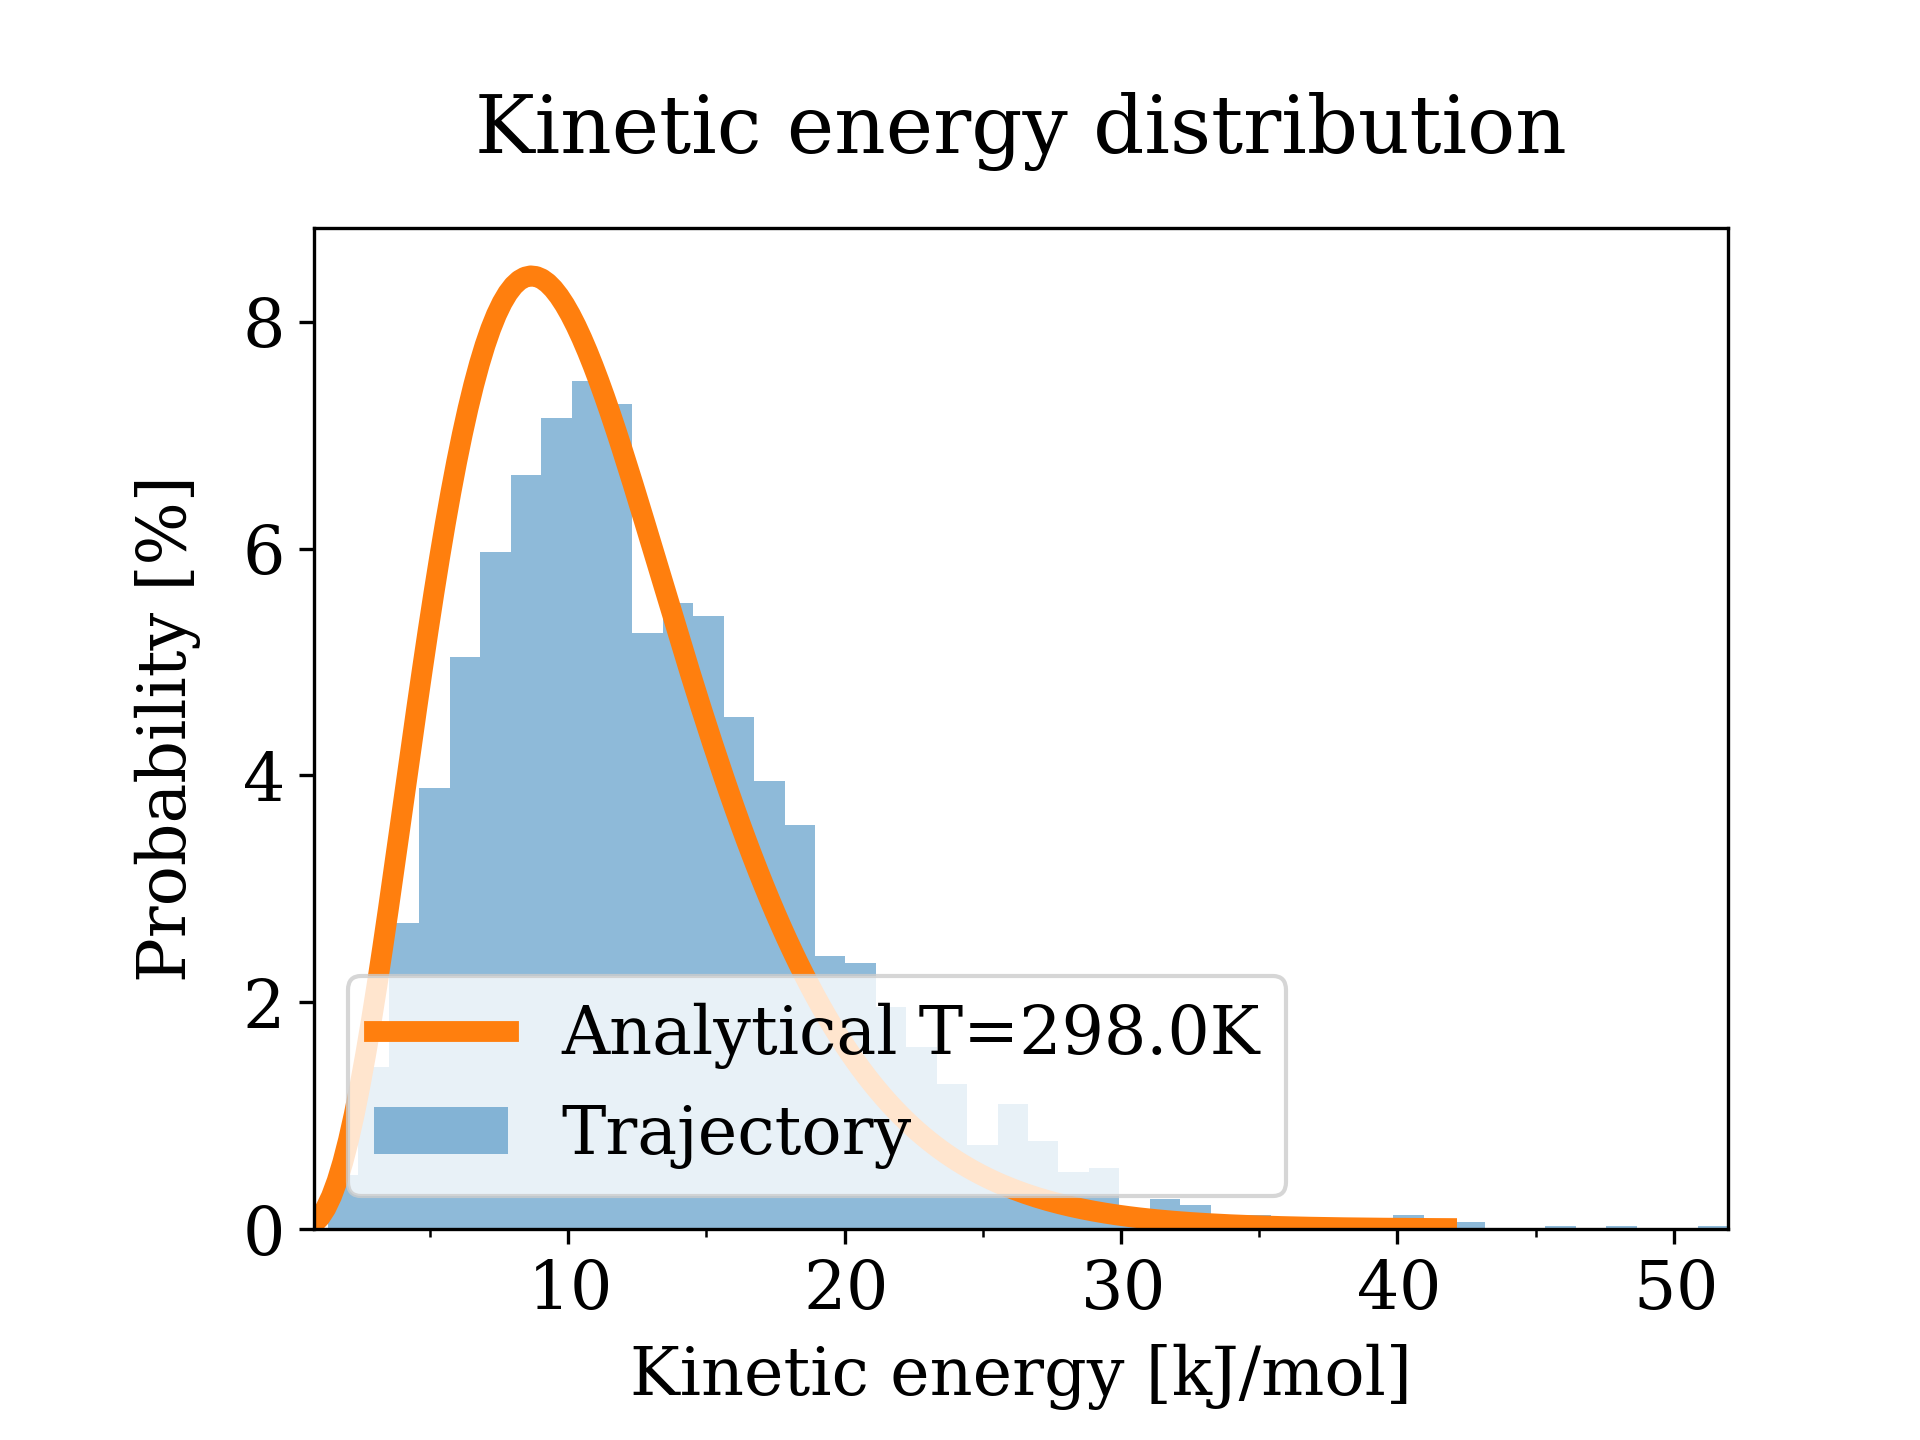 Kinetic energy distribution
8
6
4
2
0
Probability [%]
Analytical T=298.0K
Trajectory
10 20 30 40 50
Kinetic energy [kJ/mol]